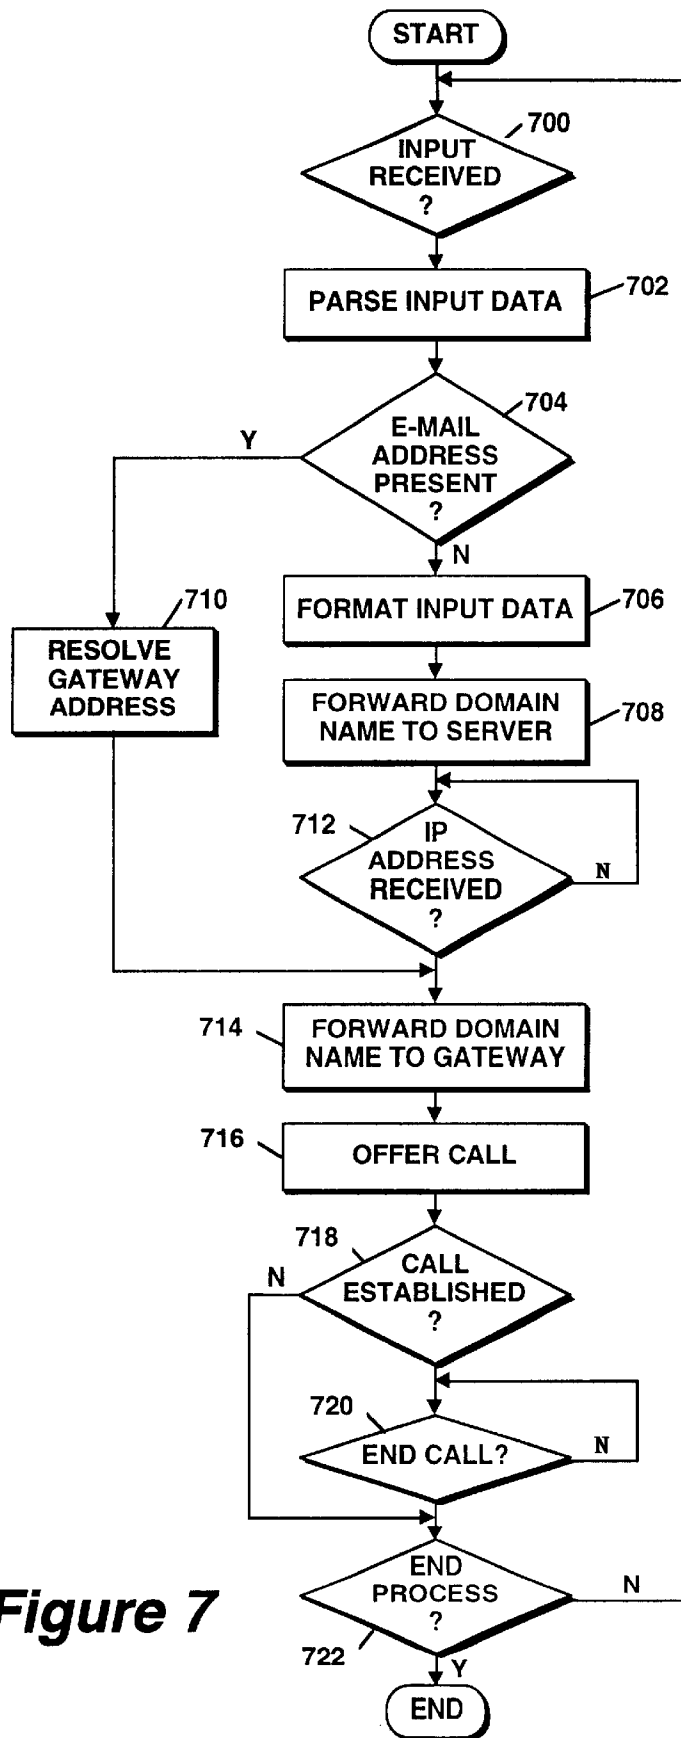 START
700
INPUT
RECEIVED
?
PARSE INPUT DATA
702
704
E-MAIL
ADDRESS
PRESENT
?
Y
N
710
RESOLVE
GATEWAY
ADDRESS
FORMAT INPUT DATA
706
FORWARD DOMAIN
NAME TO SERVER
708
712
IP
ADDRESS
RECEIVED
?
N
714
FORWARD DOMAIN
NAME TO GATEWAY
716
OFFER CALL
718
CALL
ESTABLISHED
?
N
720
END CALL?
N
END
PROCESS
?
N
722
Y
END
Figure 7